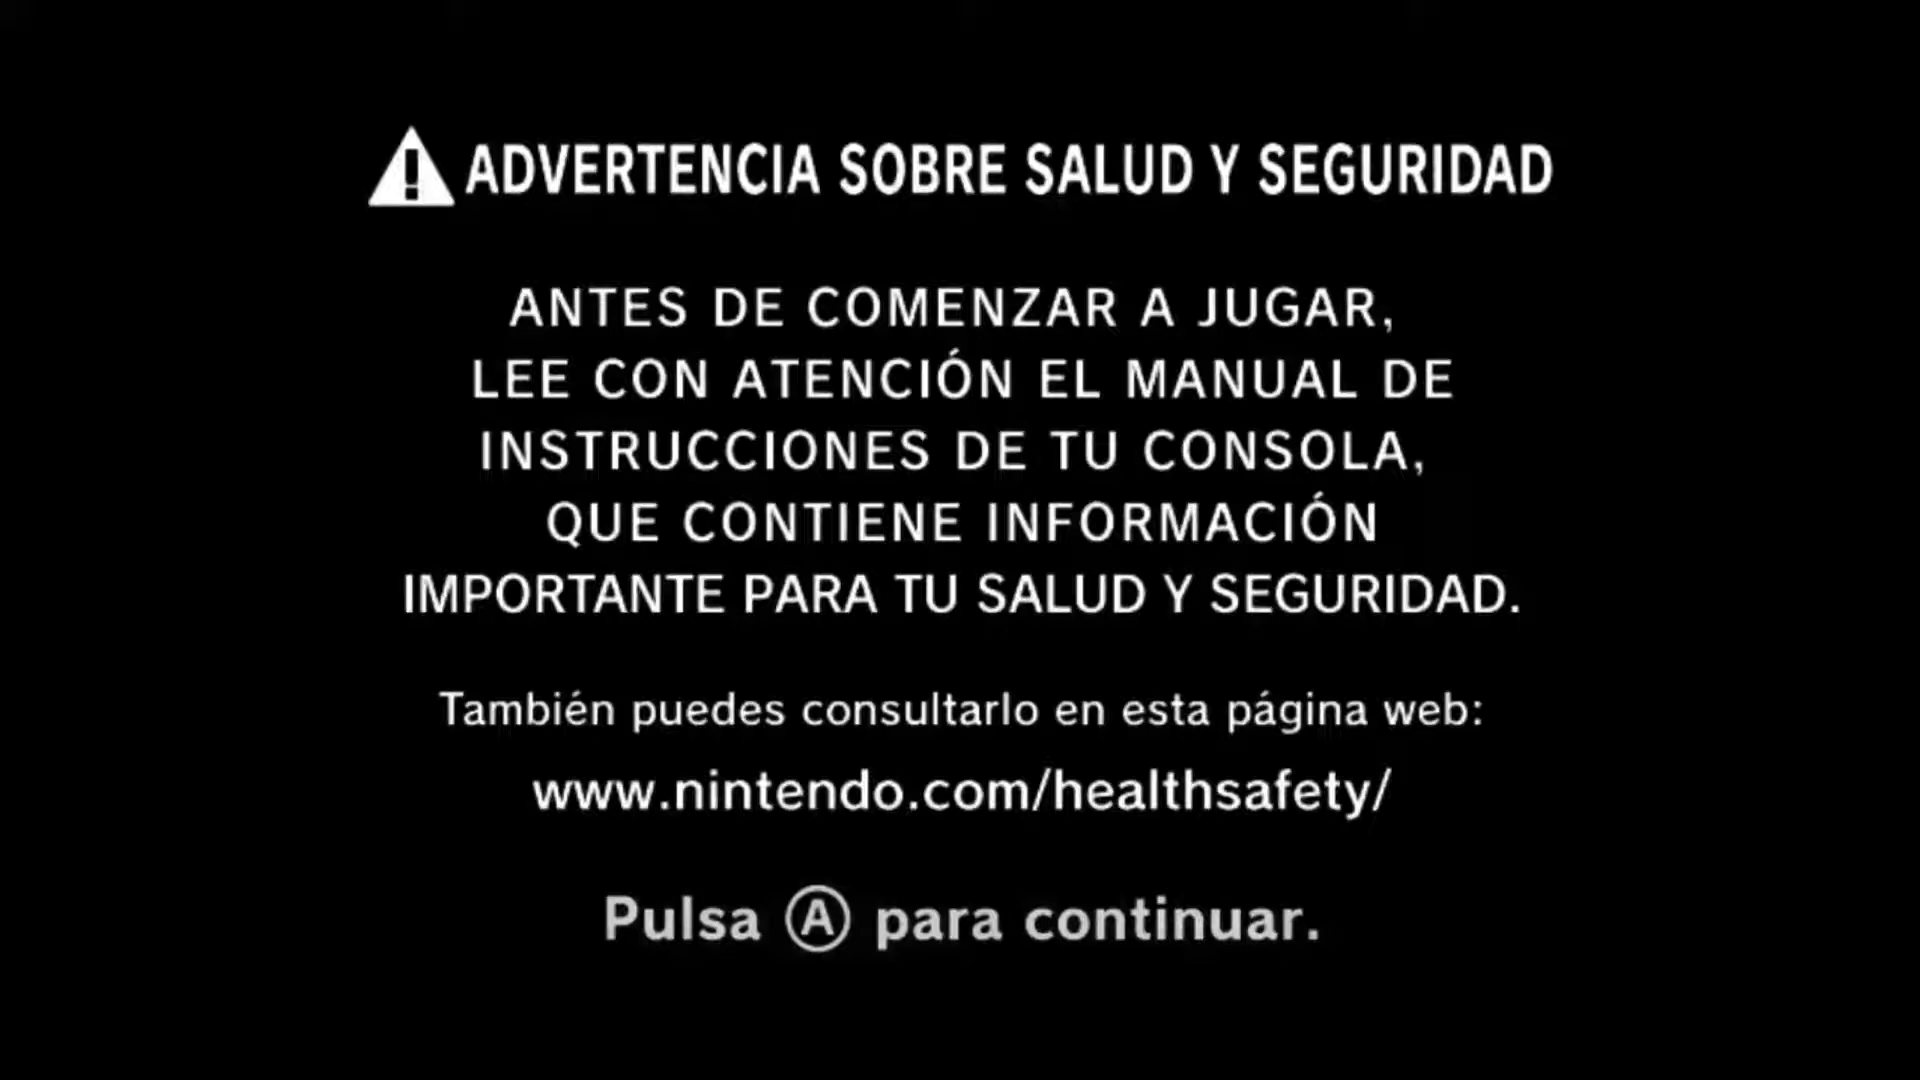 ADVERTENCIA SOBRE SALUD Y SEGURIDAD
ANTES DE COMENZAR A JUGAR,
LEE CON ATENCIÓN EL MANUAL DE
INSTRUCCIONES DE TU CONSOLA,
QUE CONTIENE INFORMACIÓN
IMPORTANTE PARA TU SALUD Y SEGURIDAD.
También puedes consultarlo en esta página web:
www.nintendo.com/healthsafety/
Pulsa Ⓐ para continuar.